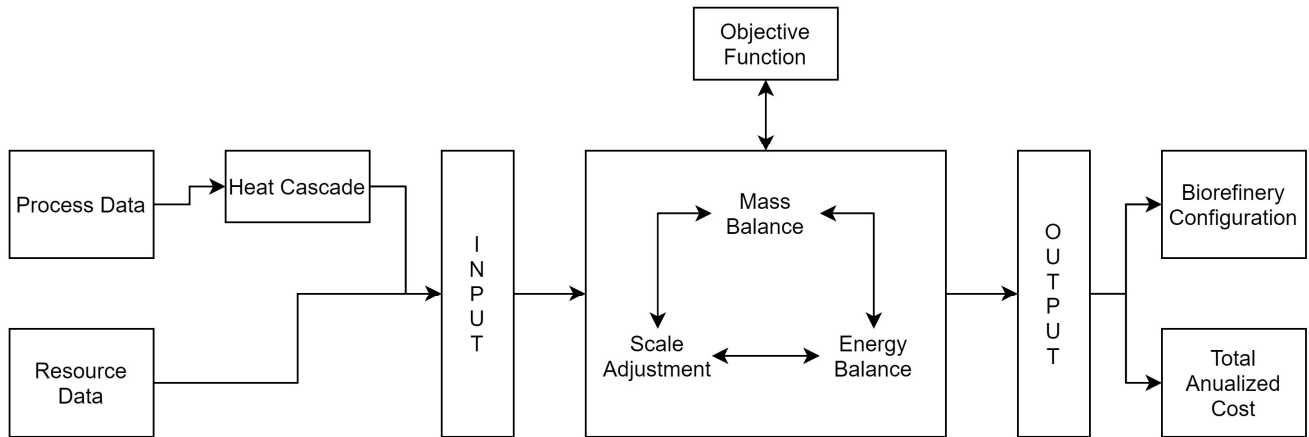 Objective
Function
Process Data
Heat Cascade
Resource
Data
I
N
P
U
T
Mass
Balance
Scale
Adjustment
Energy
Balance
O
U
T
P
U
T
Biorefinery
Configuration
Total
Anualized
Cost